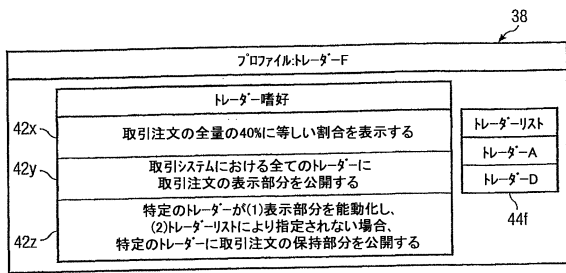 38
プロファイル:トレーダーF
トレーダー嗜好
42x
取引注文の全量の40%に等しい割合を表示する
42y
取引システムにおける全てのトレーダーに
取引注文の表示部分を公開する
42z
特定のトレーダーが(1)表示部分を能動化し、
(2)トレーダーリストにより指定されない場合、
特定のトレーダーに取引注文の保持部分を公開する
トレーダーリスト
トレーダーA
トレーダーD
44f